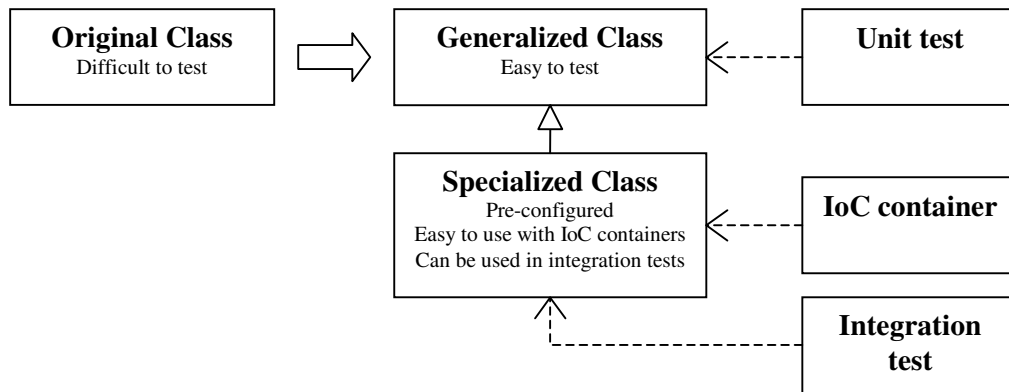 Original Class
Difficult to test
Generalized Class
Easy to test
Unit test
Specialized Class
Pre-configured
Easy to use with IoC containers
Can be used in integration tests
IoC container
Integration
test